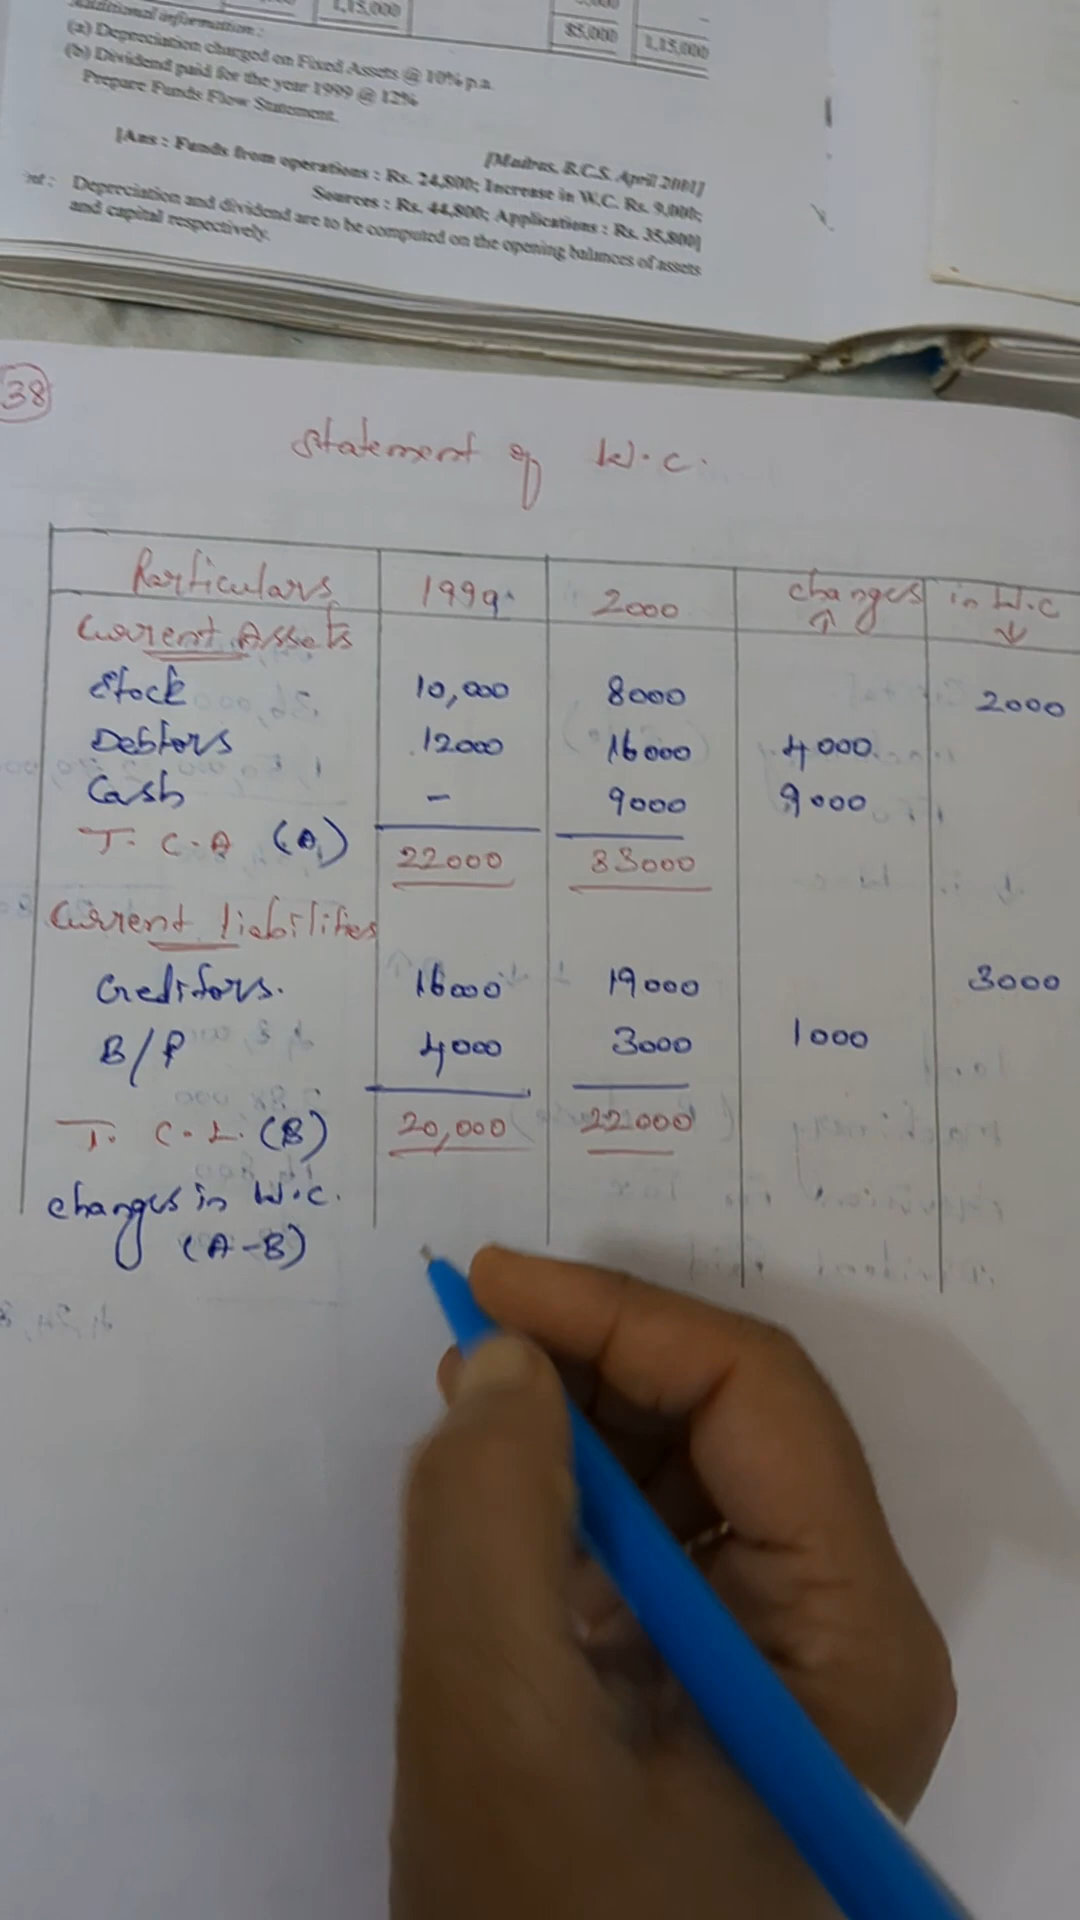 Additional information :
1,15,000
85,000 1,15,000
(a) Depreciation charged on Fixed Assets @ 10% p.a.
(b) Dividend paid for the year 1999 @ 12%
Prepare Funds Flow Statement.
[Madras, B.C.S. April 2001]
[Ans : Funds from operations : Rs. 24,800; Increase in W.C. Rs. 9,000;
Sources : Rs. 44,800; Applications : Rs. 35,800]
Depreciation and dividend are to be computed on the opening balances of assets
and capital respectively.
38
Statement of W.C.
Particulars 1999 2000 changes in W.C
↑ ↓
Current Assets
Stock 10,000 8000 2000
Debtors 12000 16000 4000
Cash - 9000 9000
T. C. A (A) 22000 33000
Current liabilities
Creditors. 16000 19000 3000
B/P 4000 3000 1000
T. C. L. (B) 20,000 22000
changes in W.C.
(A-B)